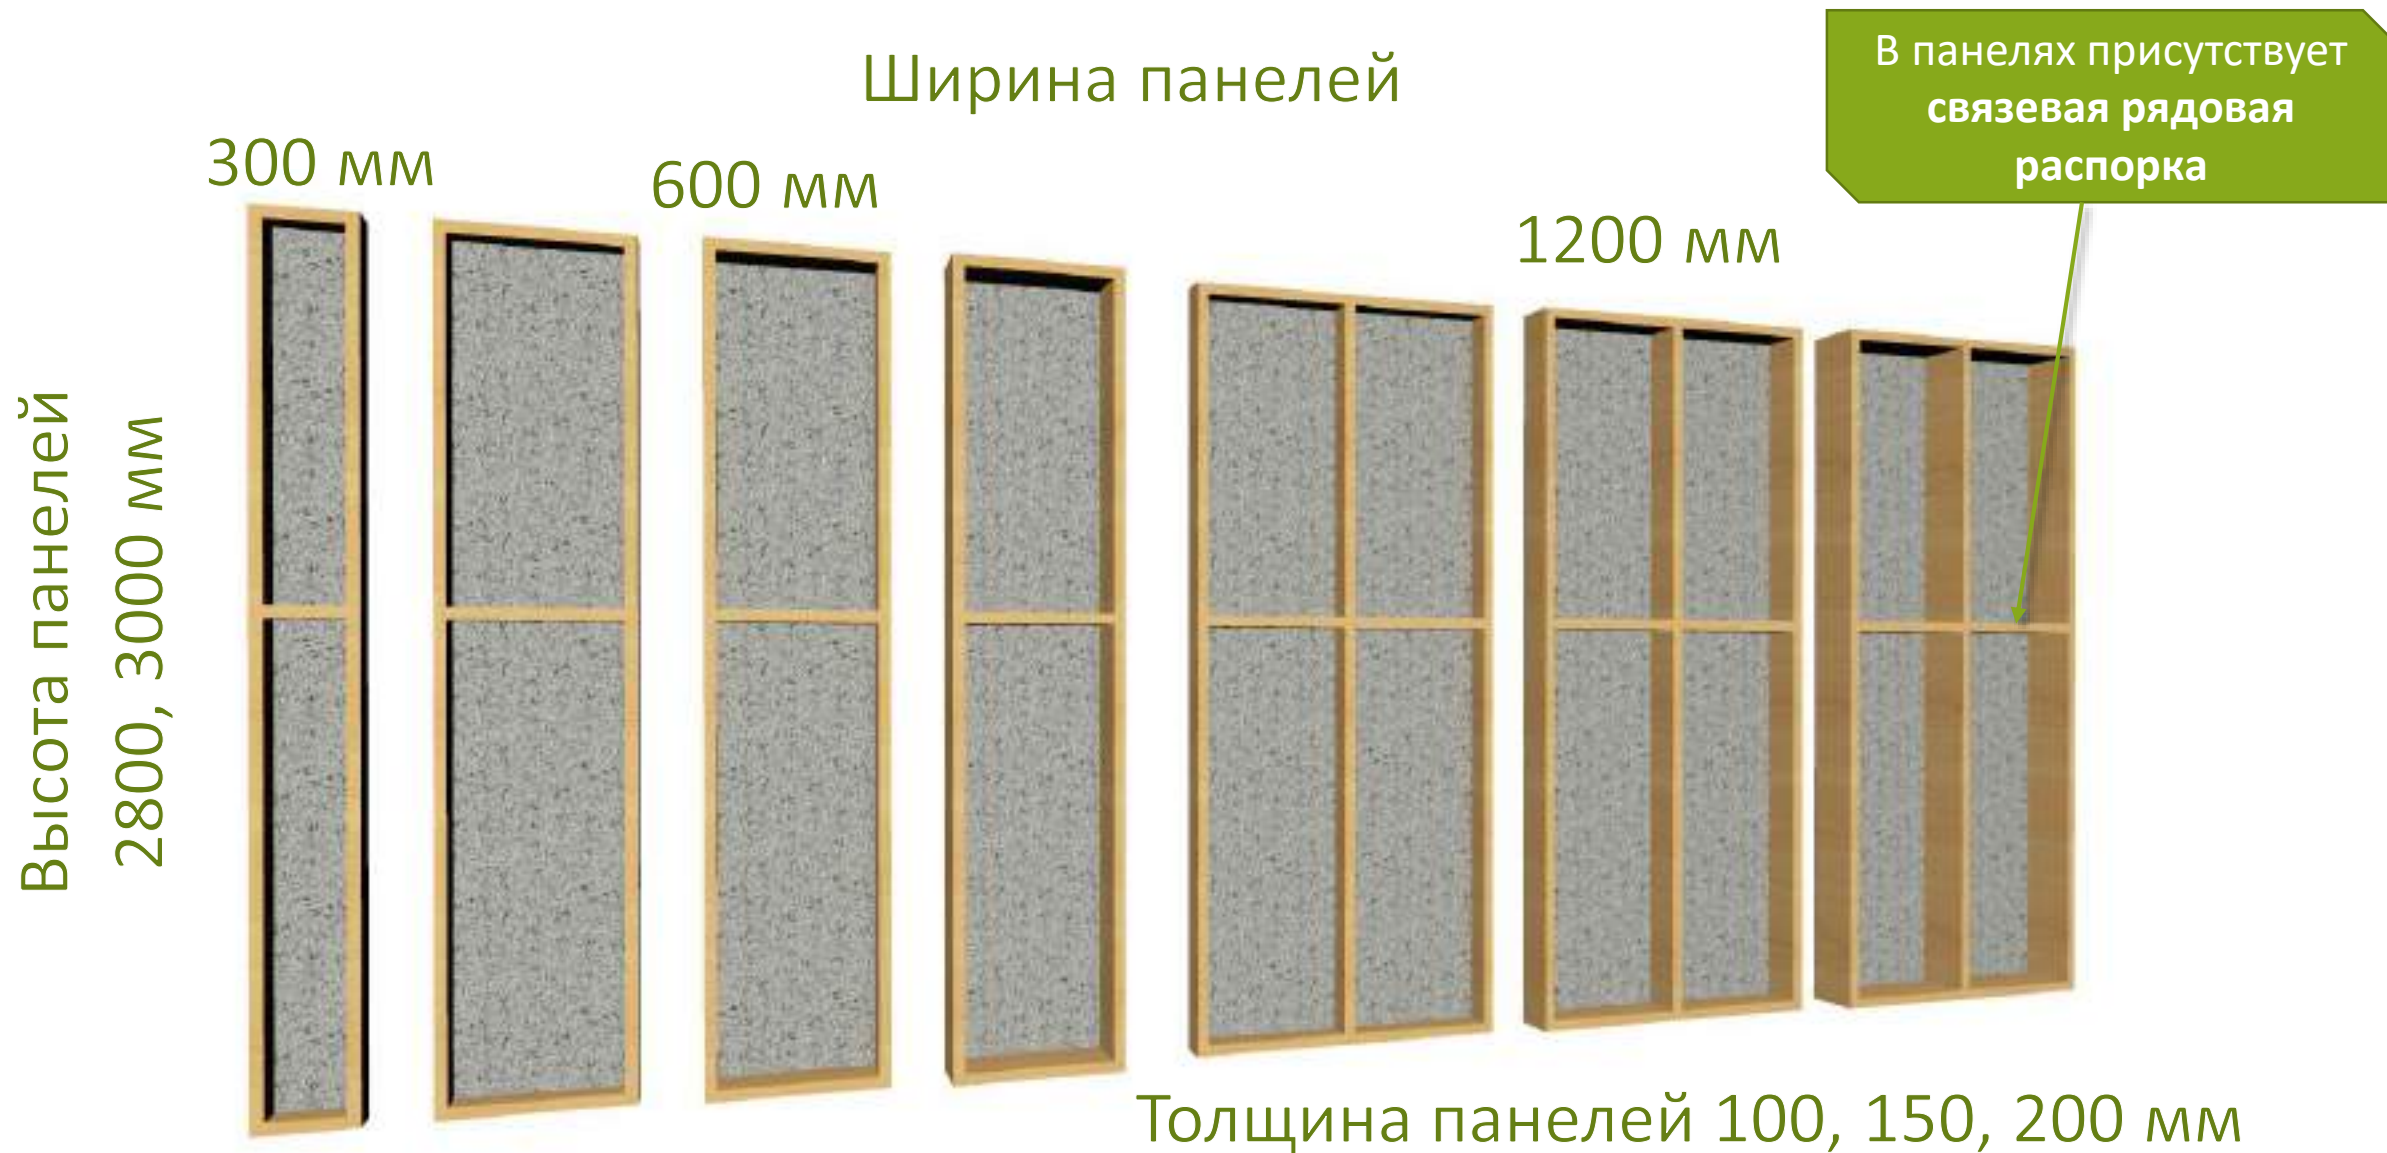 Ширина панелей
В панелях присутствует
связевая рядовая
распорка
300 мм
600 мм
1200 мм
Высота панелей
2800, 3000 мм
Толщина панелей 100, 150, 200 мм